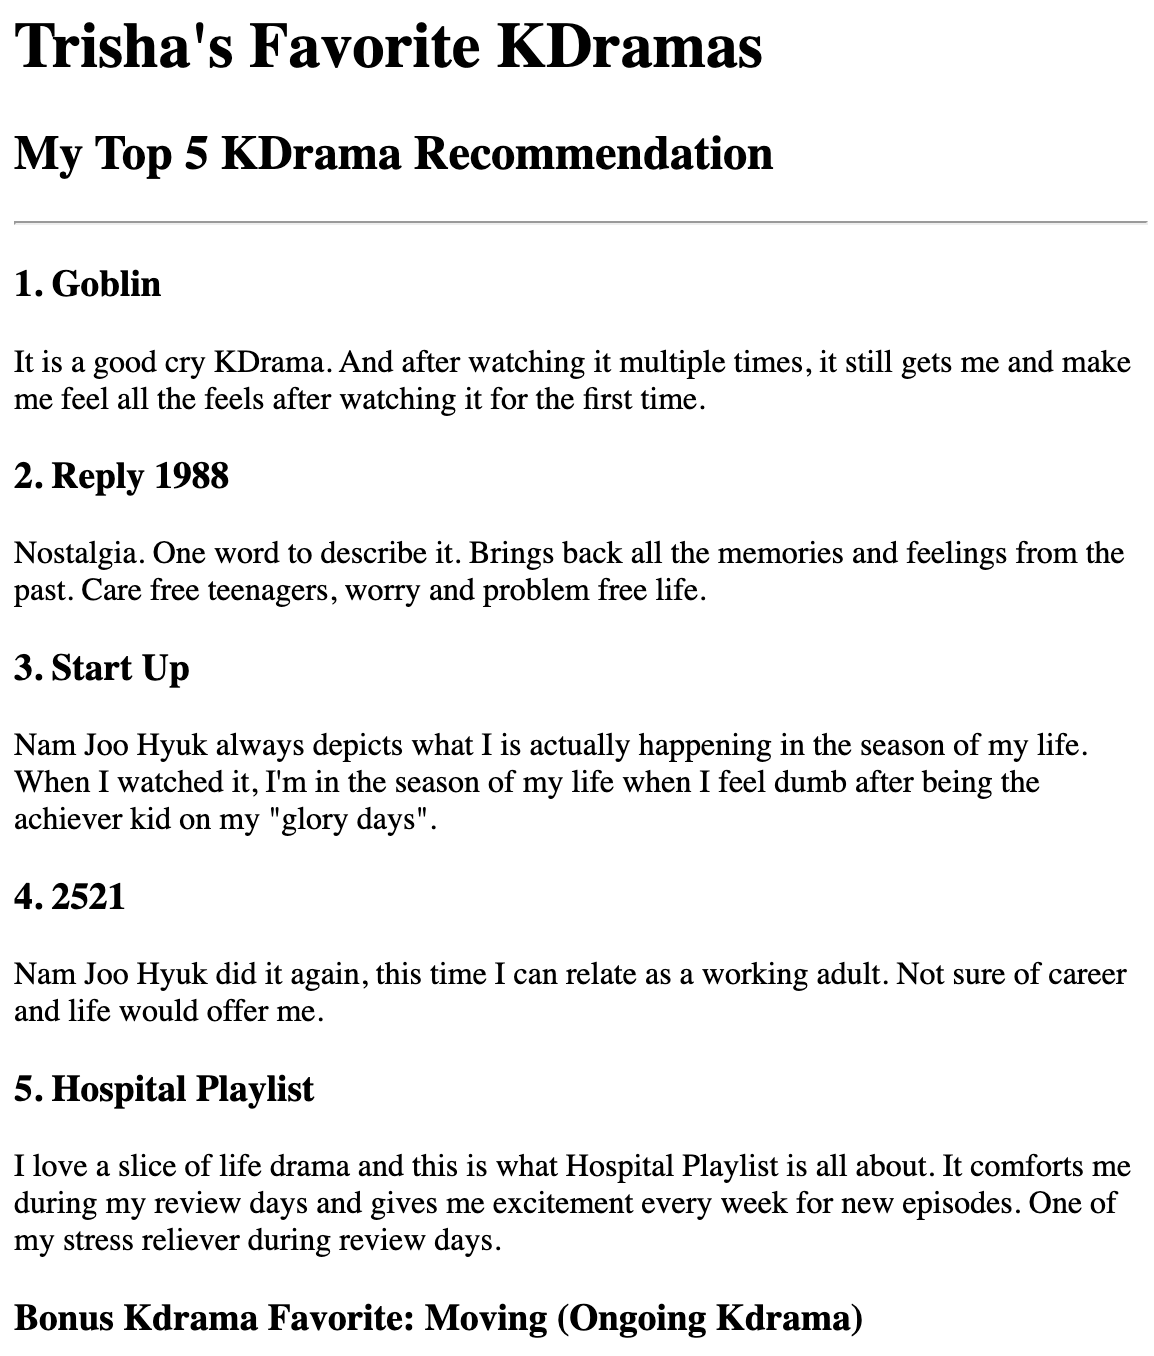 Trisha's Favorite KDramas
My Top 5 KDrama Recommendation
1. Goblin
It is a good cry KDrama. And after watching it multiple times, it still gets me and make
me feel all the feels after watching it for the first time.
2. Reply 1988
Nostalgia. One word to describe it. Brings back all the memories and feelings from the
past. Care free teenagers, worry and problem free life.
3. Start Up
Nam Joo Hyuk always depicts what I is actually happening in the season of my life.
When I watched it, I'm in the season of my life when I feel dumb after being the
achiever kid on my "glory days".
4. 2521
Nam Joo Hyuk did it again, this time I can relate as a working adult. Not sure of career
and life would offer me.
5. Hospital Playlist
I love a slice of life drama and this is what Hospital Playlist is all about. It comforts me
during my review days and gives me excitement every week for new episodes. One of
my stress reliever during review days.
Bonus Kdrama Favorite: Moving (Ongoing Kdrama)